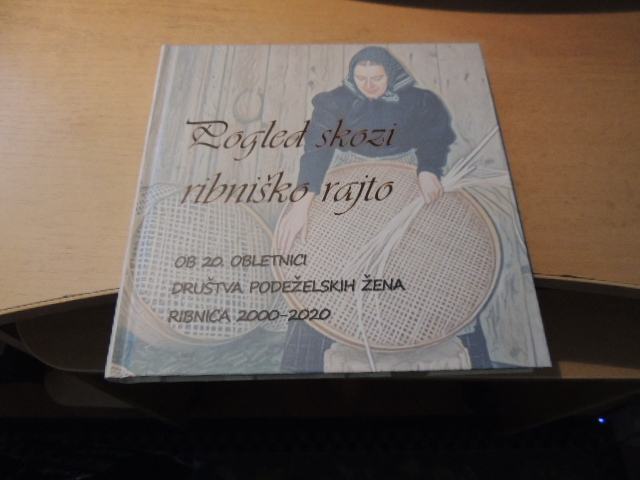 Pogled skozi
ribniško rajto
OB 20. OBLETNICI
DRUŠTVA PODEŽELSKIH ŽENA
RIBNICA 2000-2020